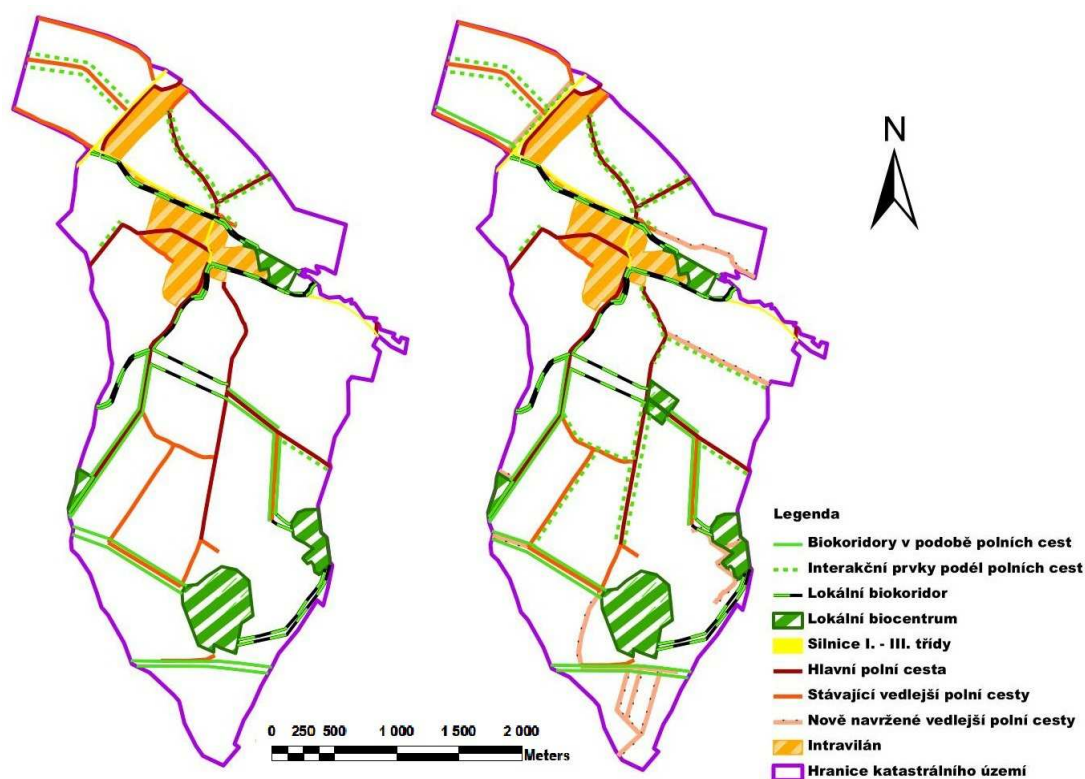 N
Legenda
Biokoridory v podobě polních cest
Interakční prvky podél polních cest
Lokální biokoridor
Lokální biocentrum
Silnice I. - III. třídy
Hlavní polní cesta
Stávající vedlejší polní cesty
Nově navržené vedlejší polní cesty
Intravilán
Hranice katastrálního území
0 250 500 1 000 1 500 2 000
Meters